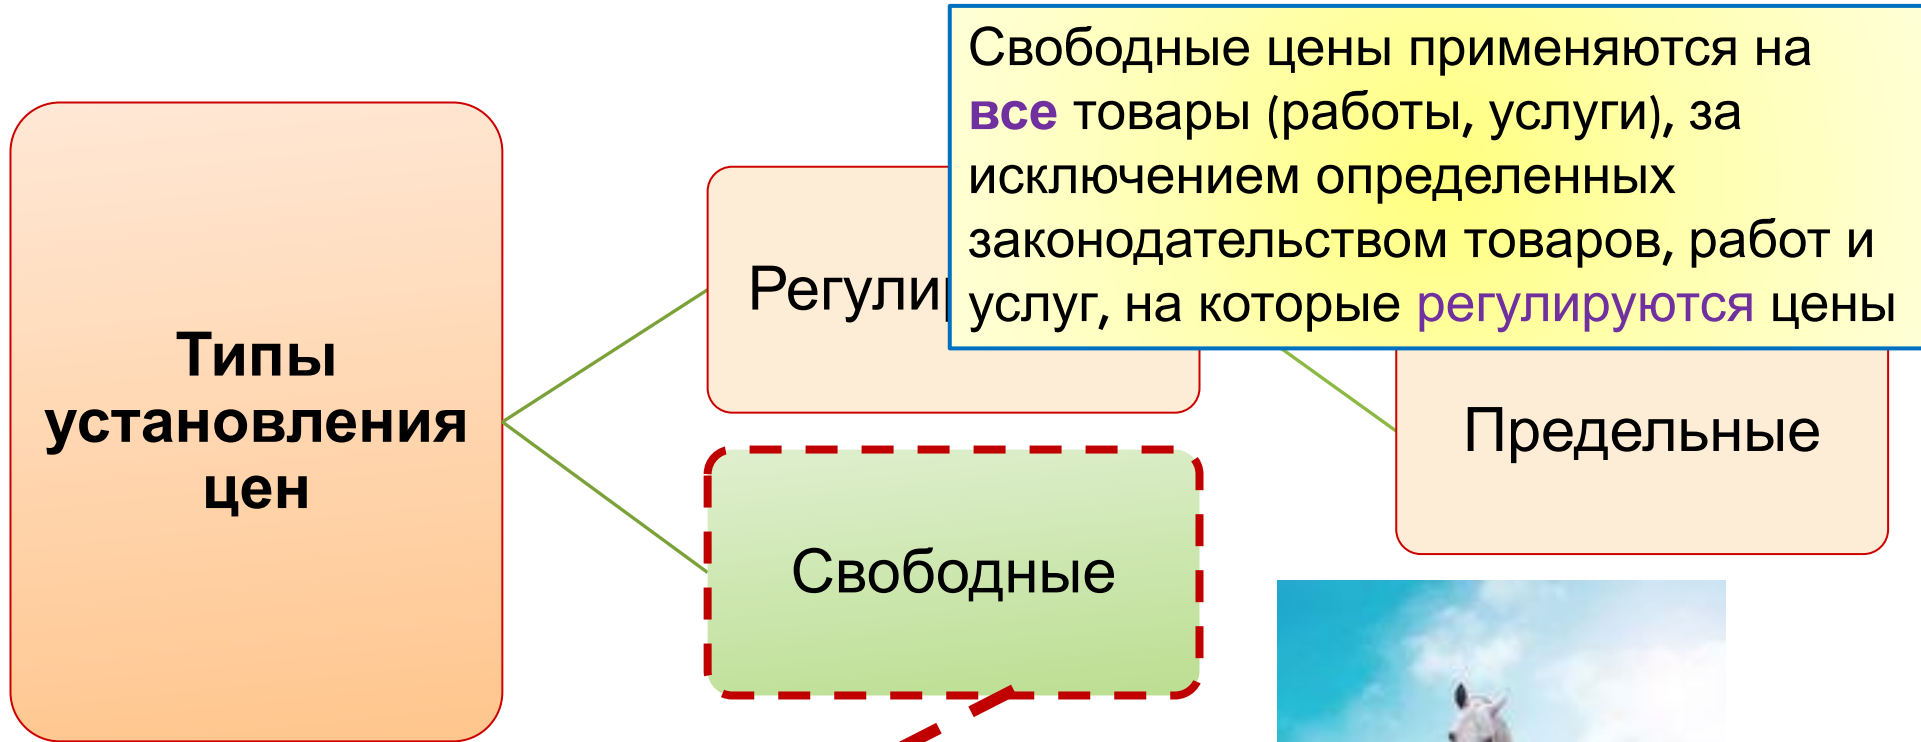 Свободные цены применяются на
все товары (работы, услуги), за
исключением определенных
законодательством товаров, работ и
услуг, на которые регулируются цены
Типы
установления
цен
Предельные
Свободные